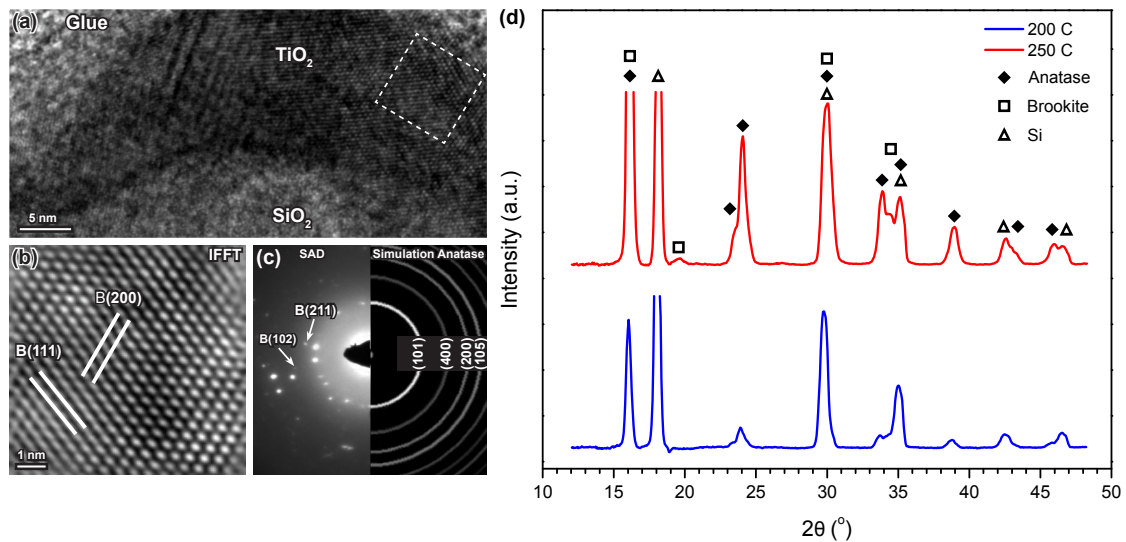 (a)
Glue
TiO2
SiO2
5 nm
(b)
IFFT
B(200)
B(111)
1 nm
(c)
SAD
Simulation Anatase
B(211)
B(102)
(101)
(400)
(200)
(105)
(d)
200 C
250 C
Anatase
Brookite
Si
Intensity (a.u.)
10 15 20 25 30 35 40 45 50
2θ (°)